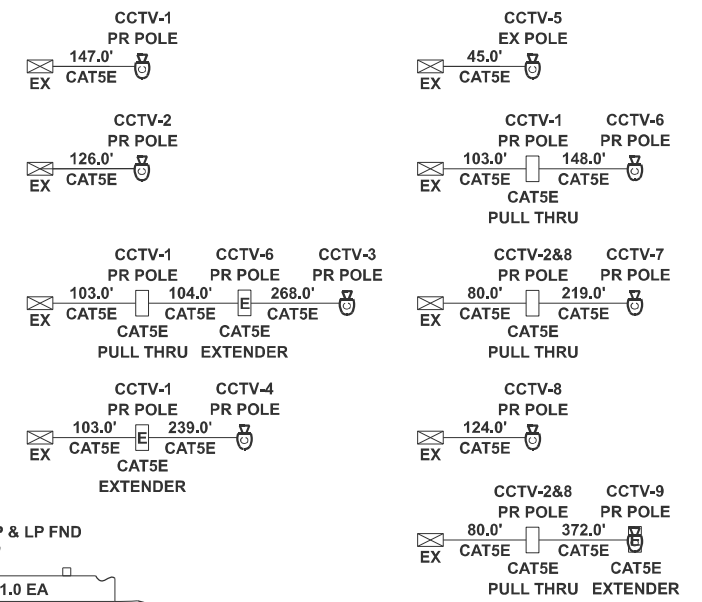 CCTV-1
PR POLE
147.0'
EX CAT5E
CCTV-2
PR POLE
126.0'
EX CAT5E
CCTV-1 CCTV-6 CCTV-3
PR POLE PR POLE PR POLE
103.0' 104.0' E 268.0'
EX CAT5E CAT5E CAT5E
CAT5E CAT5E
PULL THRU EXTENDER
CCTV-1 CCTV-4
PR POLE PR POLE
103.0' E 239.0' C
EX CAT5E CAT5E
CAT5E
EXTENDER
& LP FND
1.0 EA
CCTV-5
EX POLE
45.0'
EX CAT5E
CCTV-1 CCTV-6
PR POLE PR POLE
103.0' 148.0'
EX CAT5E CAT5E
CAT5E
PULL THRU
CCTV-2&8 CCTV-7
PR POLE PR POLE
80.0' 219.0'
EX CAT5E CAT5E
CAT5E
PULL THRU
CCTV-8
PR POLE
124.0'
EX CAT5E
CCTV-2&8 CCTV-9
PR POLE PR POLE
80.0' 372.0' E
EX CAT5E CAT5E
CAT5E CAT5E
PULL THRU EXTENDER